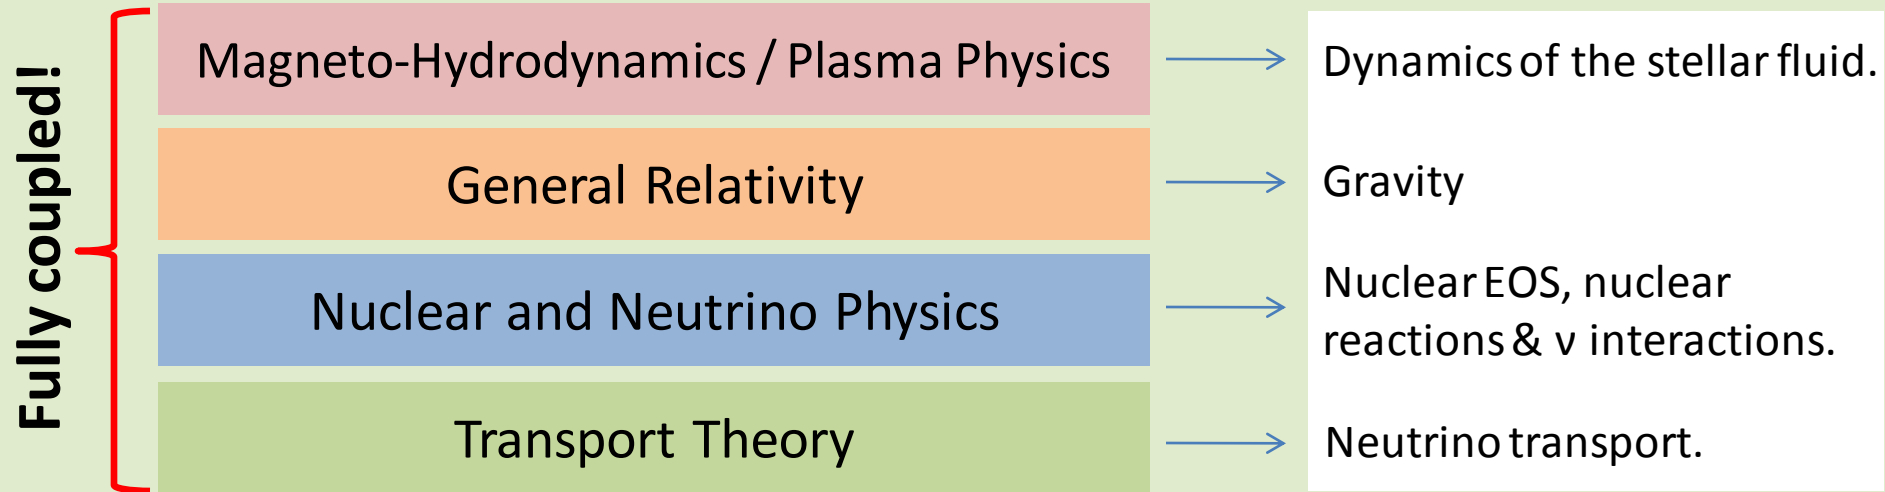 Fully coupled!
Magneto-Hydrodynamics / Plasma Physics
Dynamics of the stellar fluid.
General Relativity
Gravity
Nuclear and Neutrino Physics
Nuclear EOS, nuclear
reactions & ν interactions.
Transport Theory
Neutrino transport.